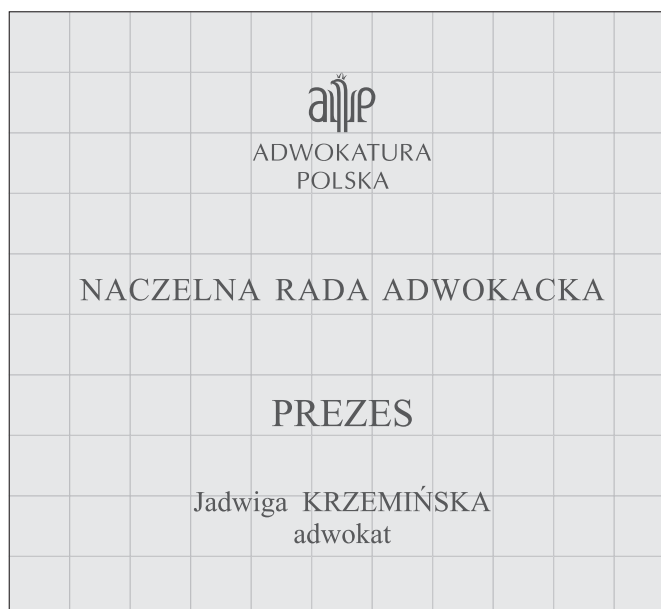 ADWOKATURA
POLSKA
NACZELNA RADA ADWOKACKA
PREZES
Jadwiga KRZEMIŃSKA
adwokat